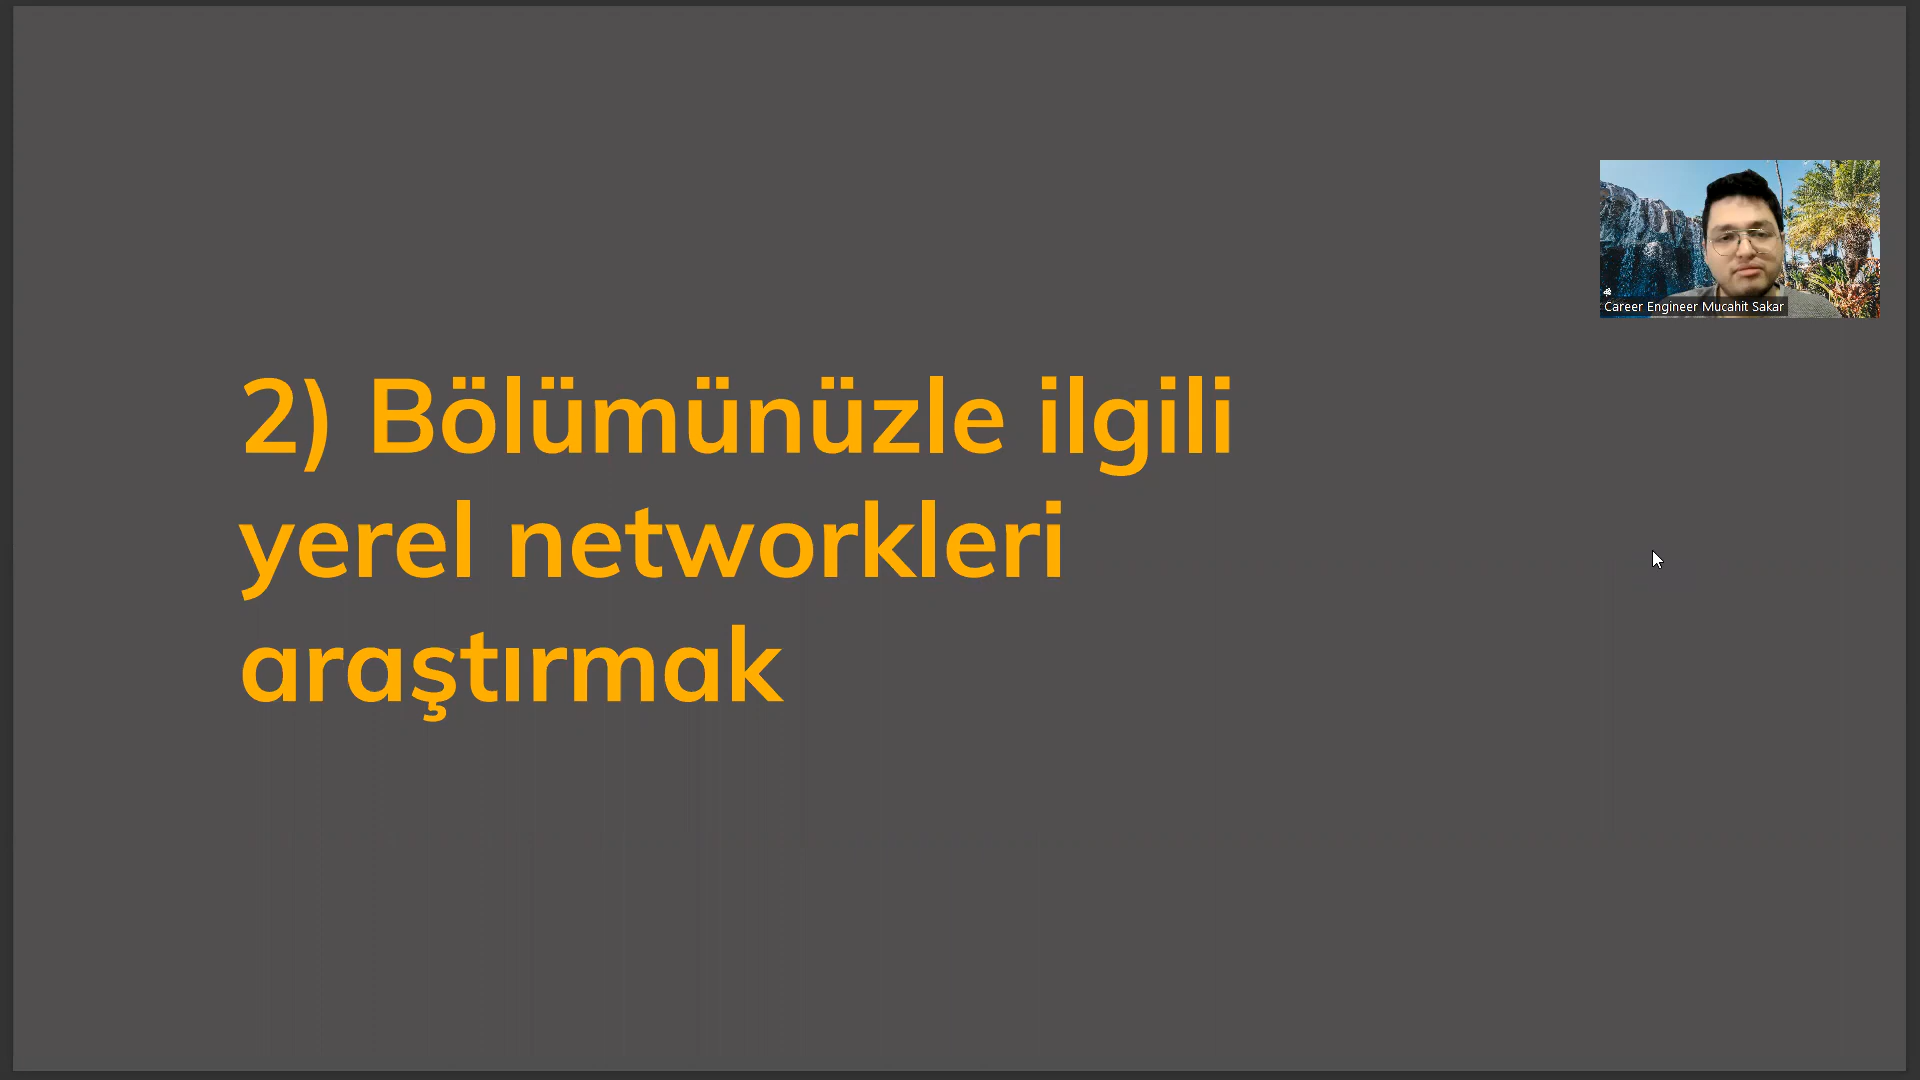 Career Engineer Mucahit Sakar
2) Bölümünüzle ilgili
yerel networkleri
araştırmak